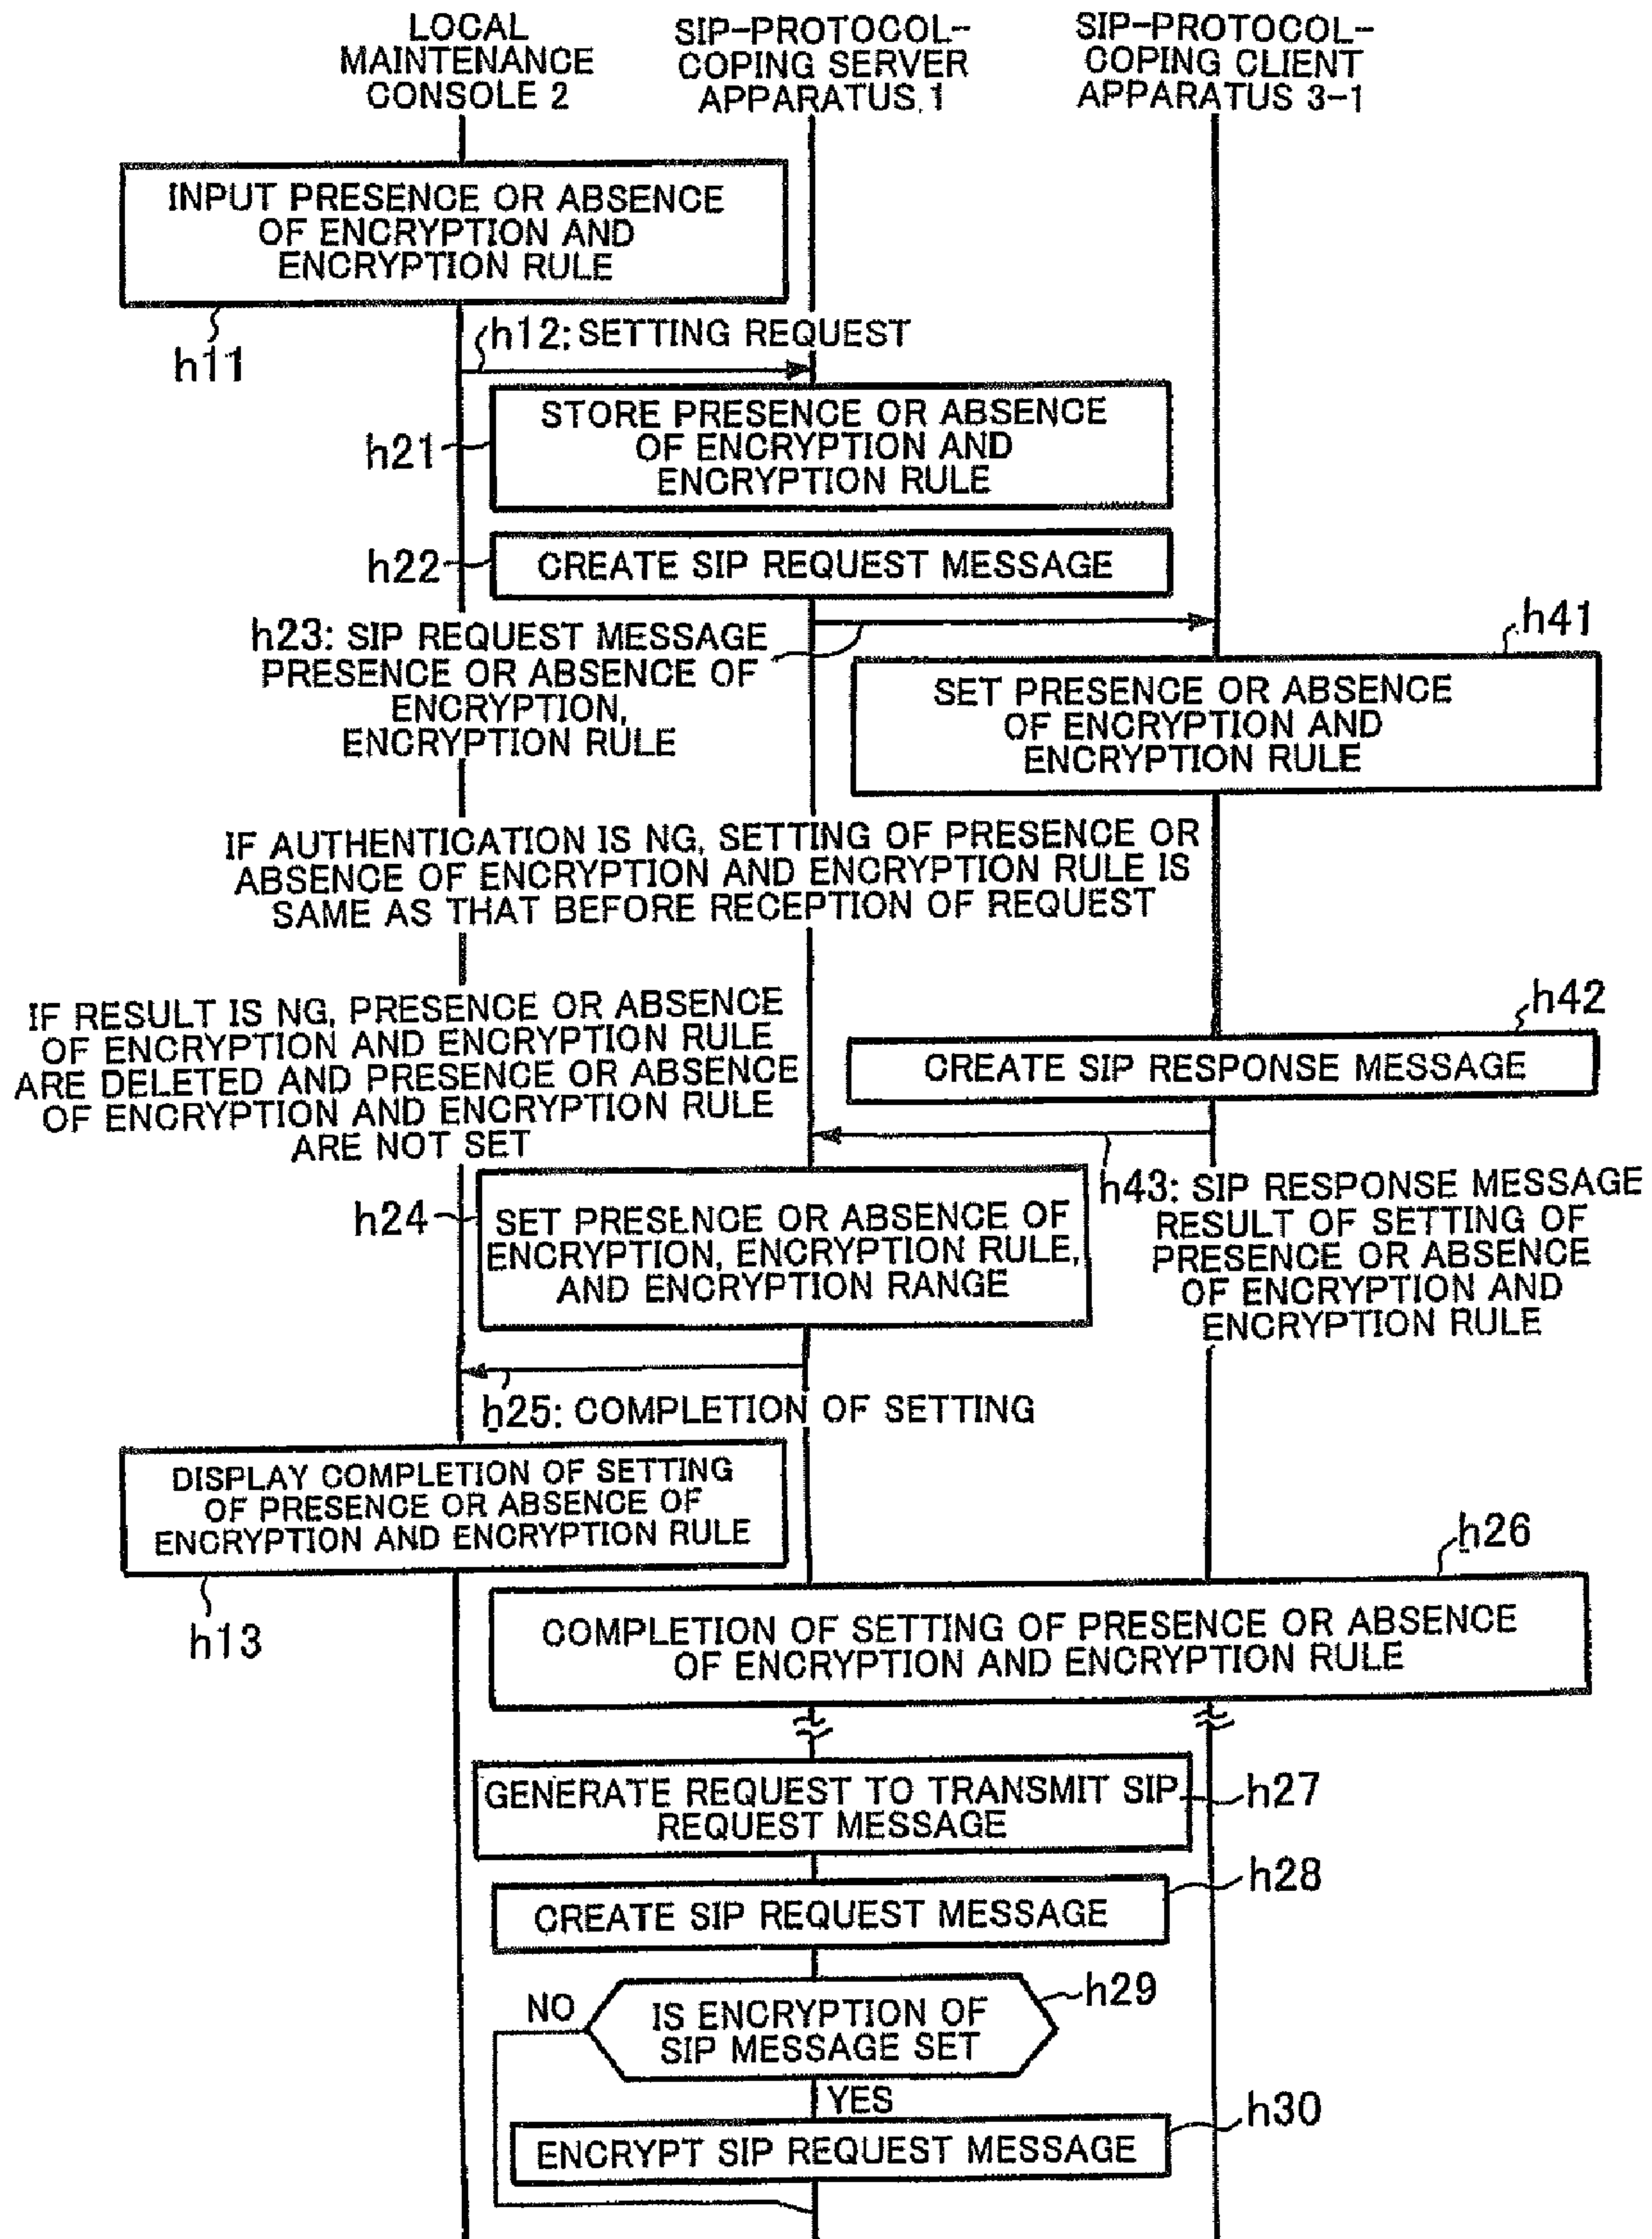 LOCAL
MAINTENANCE
CONSOLE 2
SIP-PROTOCOL-
COPING SERVER
APPARATUS 1
SIP-PROTOCOL-
COPING CLIENT
APPARATUS 3-1
INPUT PRESENCE OR ABSENCE
OF ENCRYPTION AND
ENCRYPTION RULE
h11
h12: SETTING REQUEST
STORE PRESENCE OR ABSENCE
OF ENCRYPTION AND
ENCRYPTION RULE
h21
h22
CREATE SIP REQUEST MESSAGE
h23: SIP REQUEST MESSAGE
PRESENCE OR ABSENCE OF
ENCRYPTION,
ENCRYPTION RULE
h41
SET PRESENCE OR ABSENCE
OF ENCRYPTION AND
ENCRYPTION RULE
IF AUTHENTICATION IS NG, SETTING OF PRESENCE OR
ABSENCE OF ENCRYPTION AND ENCRYPTION RULE IS
SAME AS THAT BEFORE RECEPTION OF REQUEST
IF RESULT IS NG, PRESENCE OR ABSENCE
OF ENCRYPTION AND ENCRYPTION RULE
ARE DELETED AND PRESENCE OR ABSENCE
OF ENCRYPTION AND ENCRYPTION RULE
ARE NOT SET
h42
CREATE SIP RESPONSE MESSAGE
h43: SIP RESPONSE MESSAGE
RESULT OF SETTING OF
PRESENCE OR ABSENCE
OF ENCRYPTION AND
ENCRYPTION RULE
h24
SET PRESENCE OR ABSENCE OF
ENCRYPTION, ENCRYPTION RULE,
AND ENCRYPTION RANGE
h25: COMPLETION OF SETTING
DISPLAY COMPLETION OF SETTING
OF PRESENCE OR ABSENCE OF
ENCRYPTION AND ENCRYPTION RULE
h13
h26
COMPLETION OF SETTING OF PRESENCE OR ABSENCE
OF ENCRYPTION AND ENCRYPTION RULE
GENERATE REQUEST TO TRANSMIT SIP
REQUEST MESSAGE
h27
h28
CREATE SIP REQUEST MESSAGE
h29
NO
IS ENCRYPTION OF
SIP MESSAGE SET
YES
h30
ENCRYPT SIP REQUEST MESSAGE